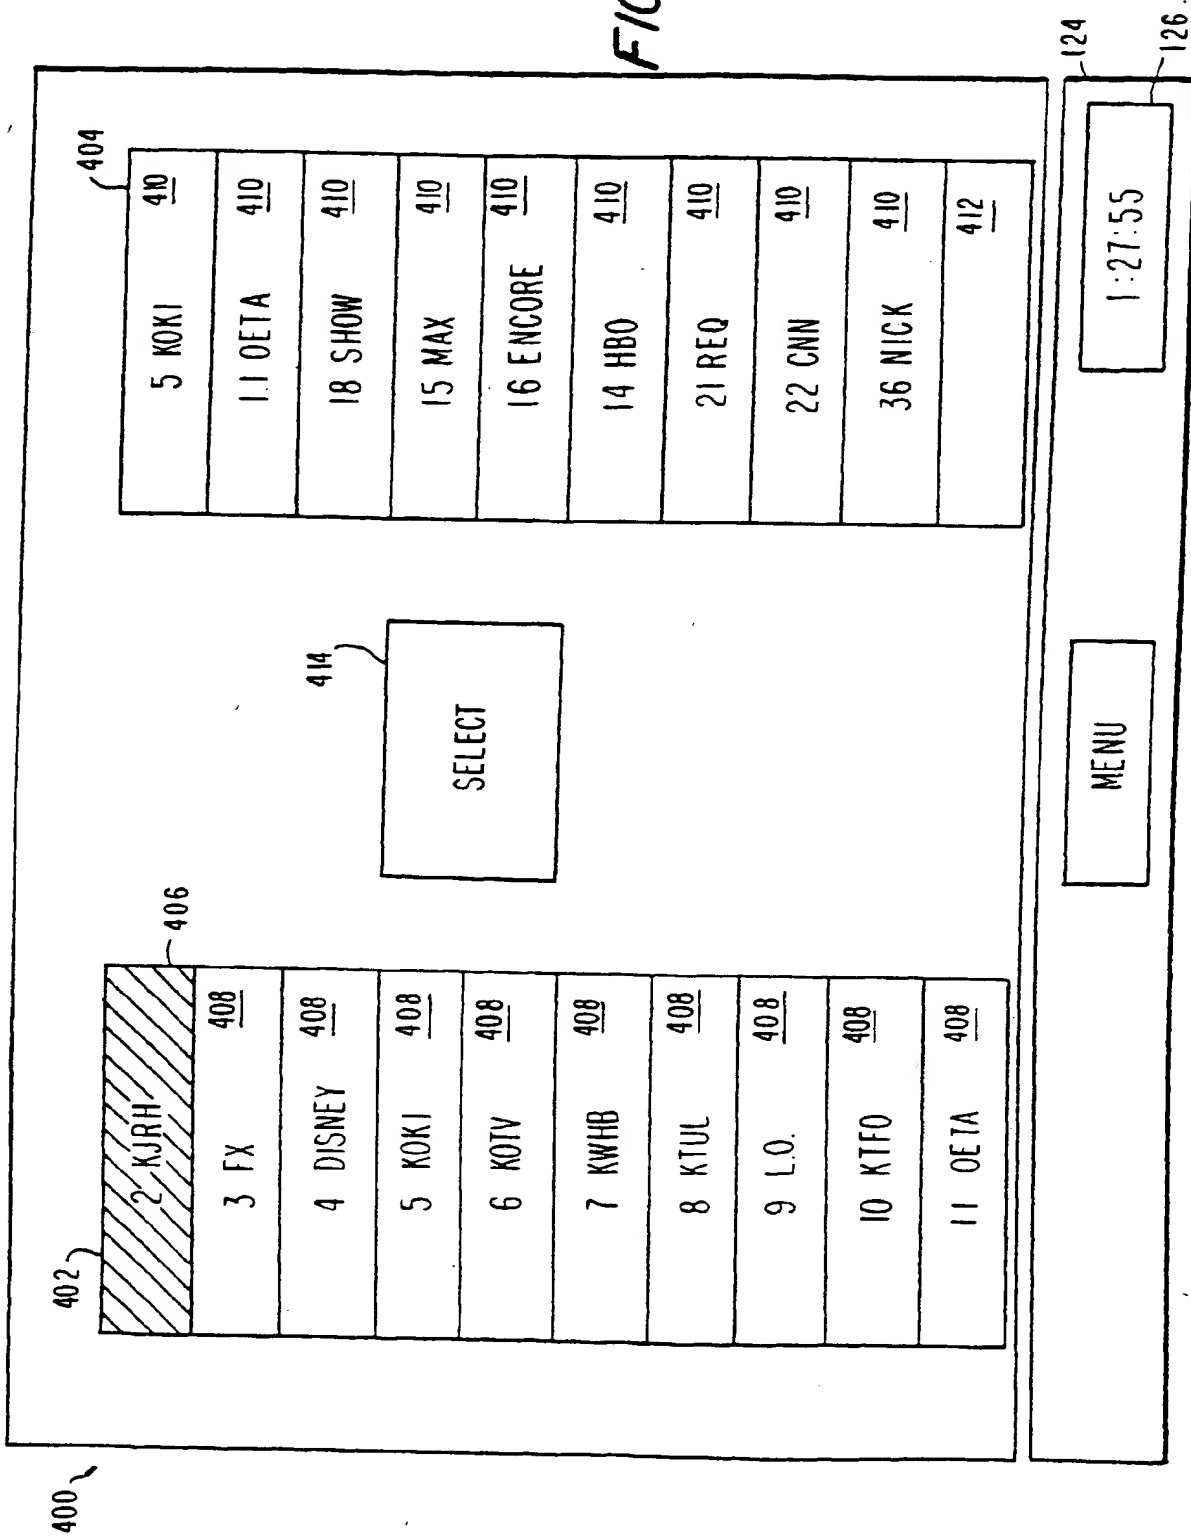 400
402
2 KJRH
406
3 FX 408
4 DISNEY 408
5 KOKI 408
6 KOTV 408
7 KWHB 408
8 KTUL 408
9 L.O. 408
10 KTFO 408
11 OETA 408
414
SELECT
404
5 KOKI 410
11 OETA 410
18 SHOW 410
15 MAX 410
16 ENCORE 410
14 HBO 410
21 REQ 410
22 CNN 410
36 NICK 410
412
MENU
1:27:55
124
126